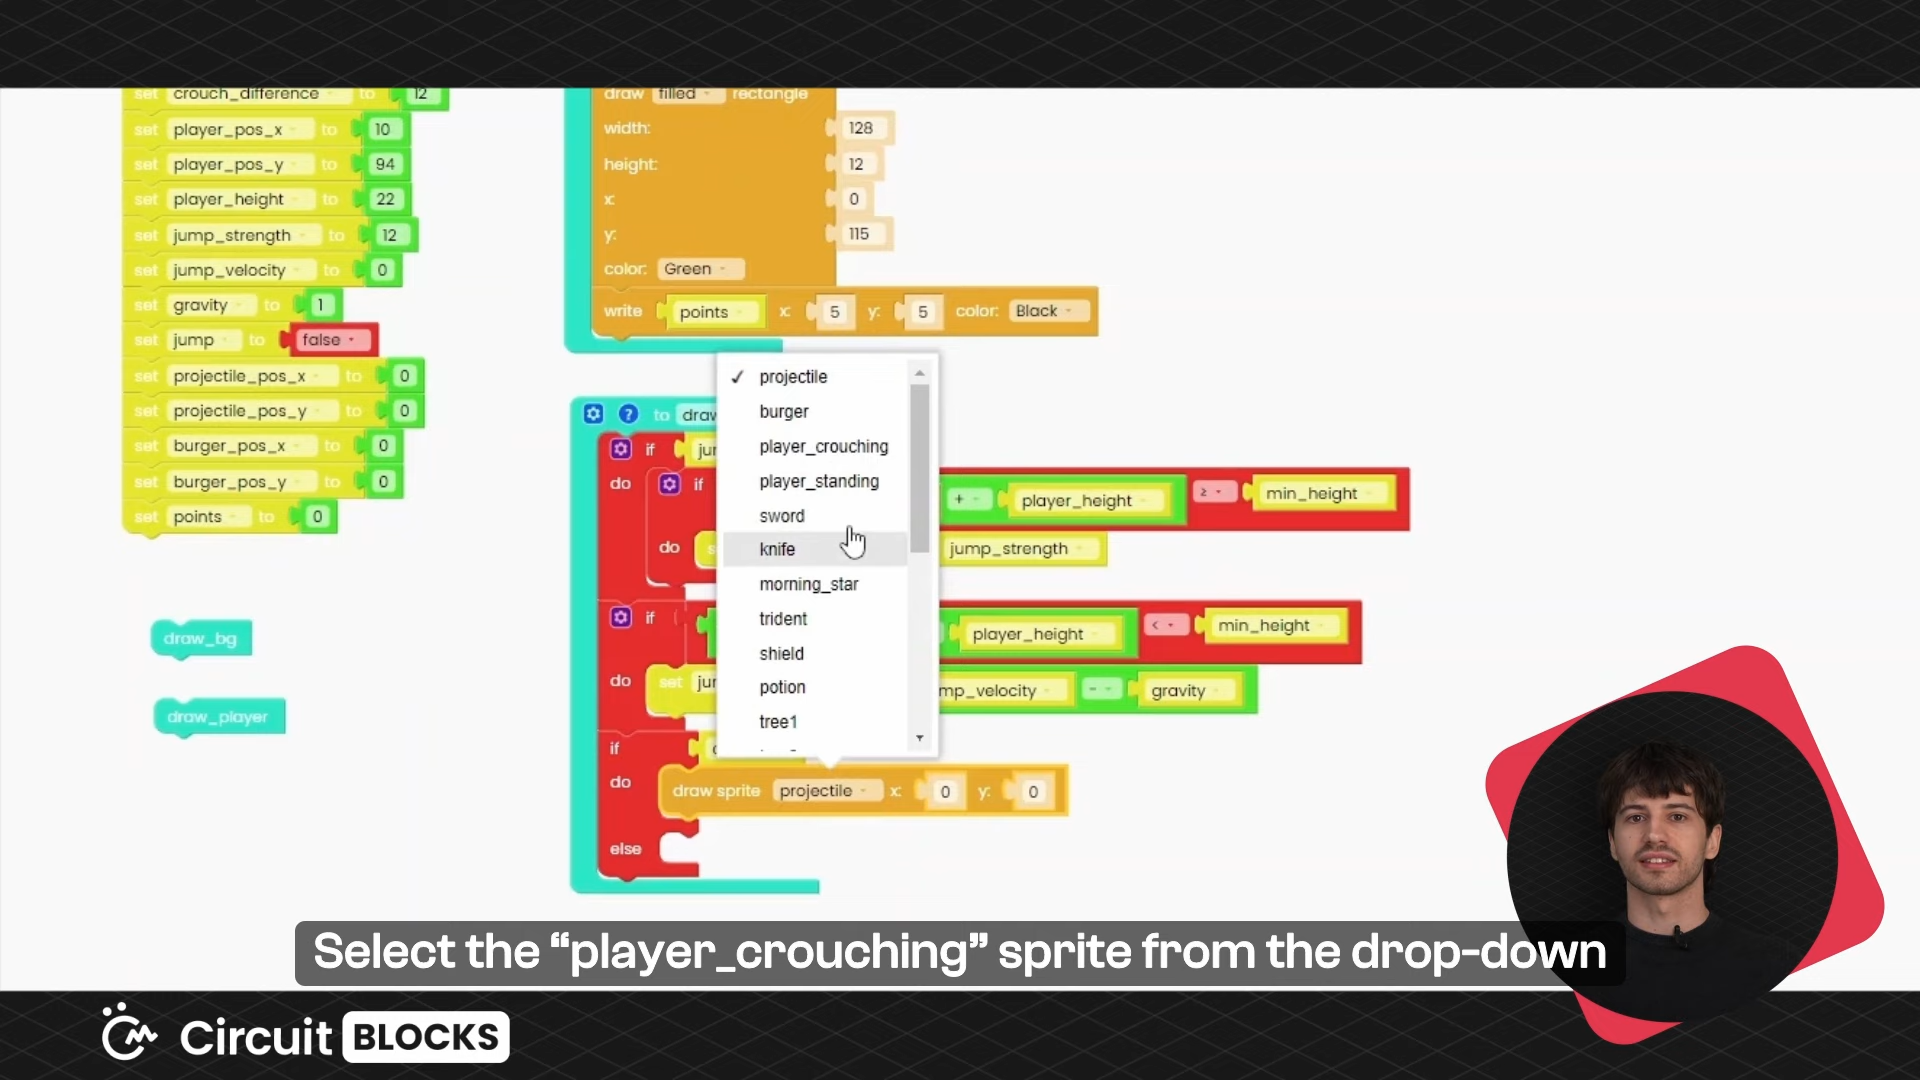 set crouch_difference to 12
set player_pos_x to 10
set player_pos_y to 94
set player_height to 22
set jump_strength to 12
set jump_velocity to 0
set gravity to 1
set jump to false
set projectile_pos_x to 0
set projectile_pos_y to 0
set burger_pos_x to 0
set burger_pos_y to 0
set points to 0
draw_bg
draw_player
draw filled rectangle
width: 128
height: 12
x: 0
y: 115
color: Green
write points x: 5 y: 5 color: Black
? to draw
if jur
do if + player_height ≥ min_height
do s jump_strength
if player_height < min_height
do set jur mp_velocity - gravity
if
do draw sprite projectile x: 0 y: 0
else
✓ projectile
burger
player_crouching
player_standing
sword
knife
morning_star
trident
shield
potion
tree1
Select the “player_crouching” sprite from the drop-down
Circuit BLOCKS